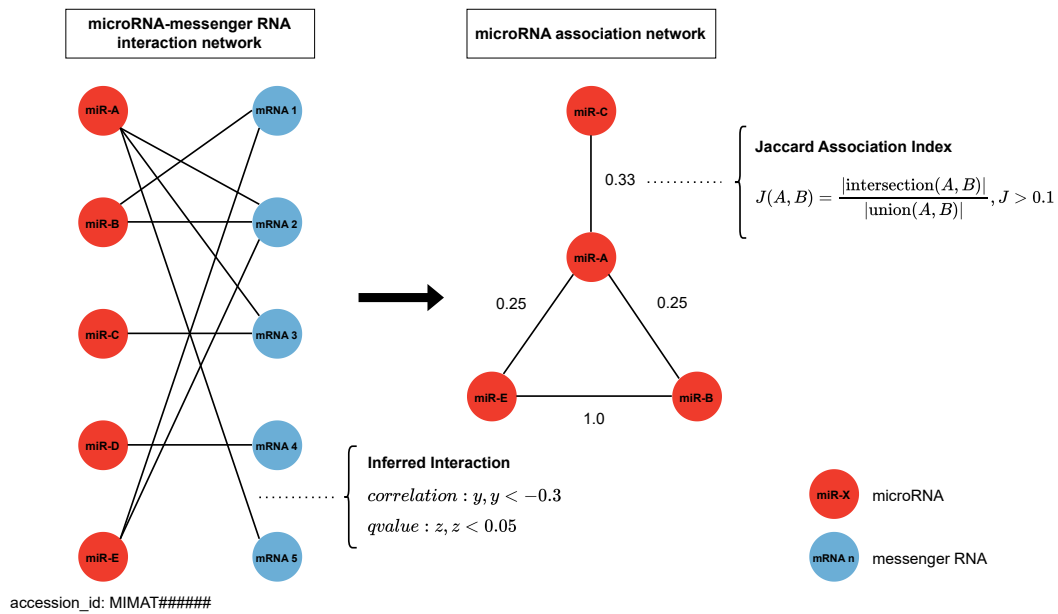 microRNA-messenger RNA
interaction network
microRNA association network
miR-A
mRNA 1
miR-B
mRNA 2
miR-C
mRNA 3
miR-D
mRNA 4
miR-E
mRNA 5
accession_id: MIMAT######
Inferred Interaction
correlation : y, y < −0.3
qvalue : z, z < 0.05
miR-C
0.33
miR-A
0.25
0.25
miR-E
miR-B
1.0
Jaccard Association Index
J(A, B) = |intersection(A, B)| / |union(A, B)|, J > 0.1
miR-X
microRNA
mRNA n
messenger RNA